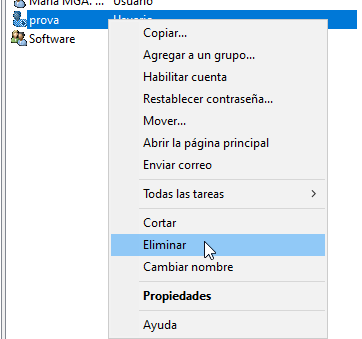 Maria MGA. Usuario
prova Usuario
Software
Copiar...
Agregar a un grupo...
Habilitar cuenta
Restablecer contraseña...
Mover...
Abrir la página principal
Enviar correo
Todas las tareas
Cortar
Eliminar
Cambiar nombre
Propiedades
Ayuda